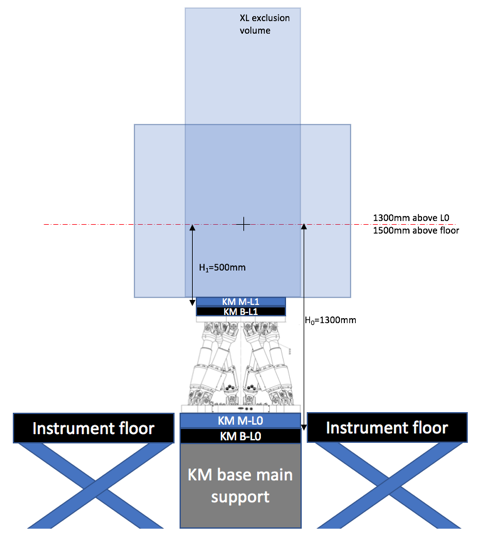 XL exclusion
volume
1300mm above L0
1500mm above floor
H₁=500mm
KM M-L1
KM B-L1
H₀=1300mm
KM M-L0
KM B-L0
Instrument floor
Instrument floor
KM base main
support